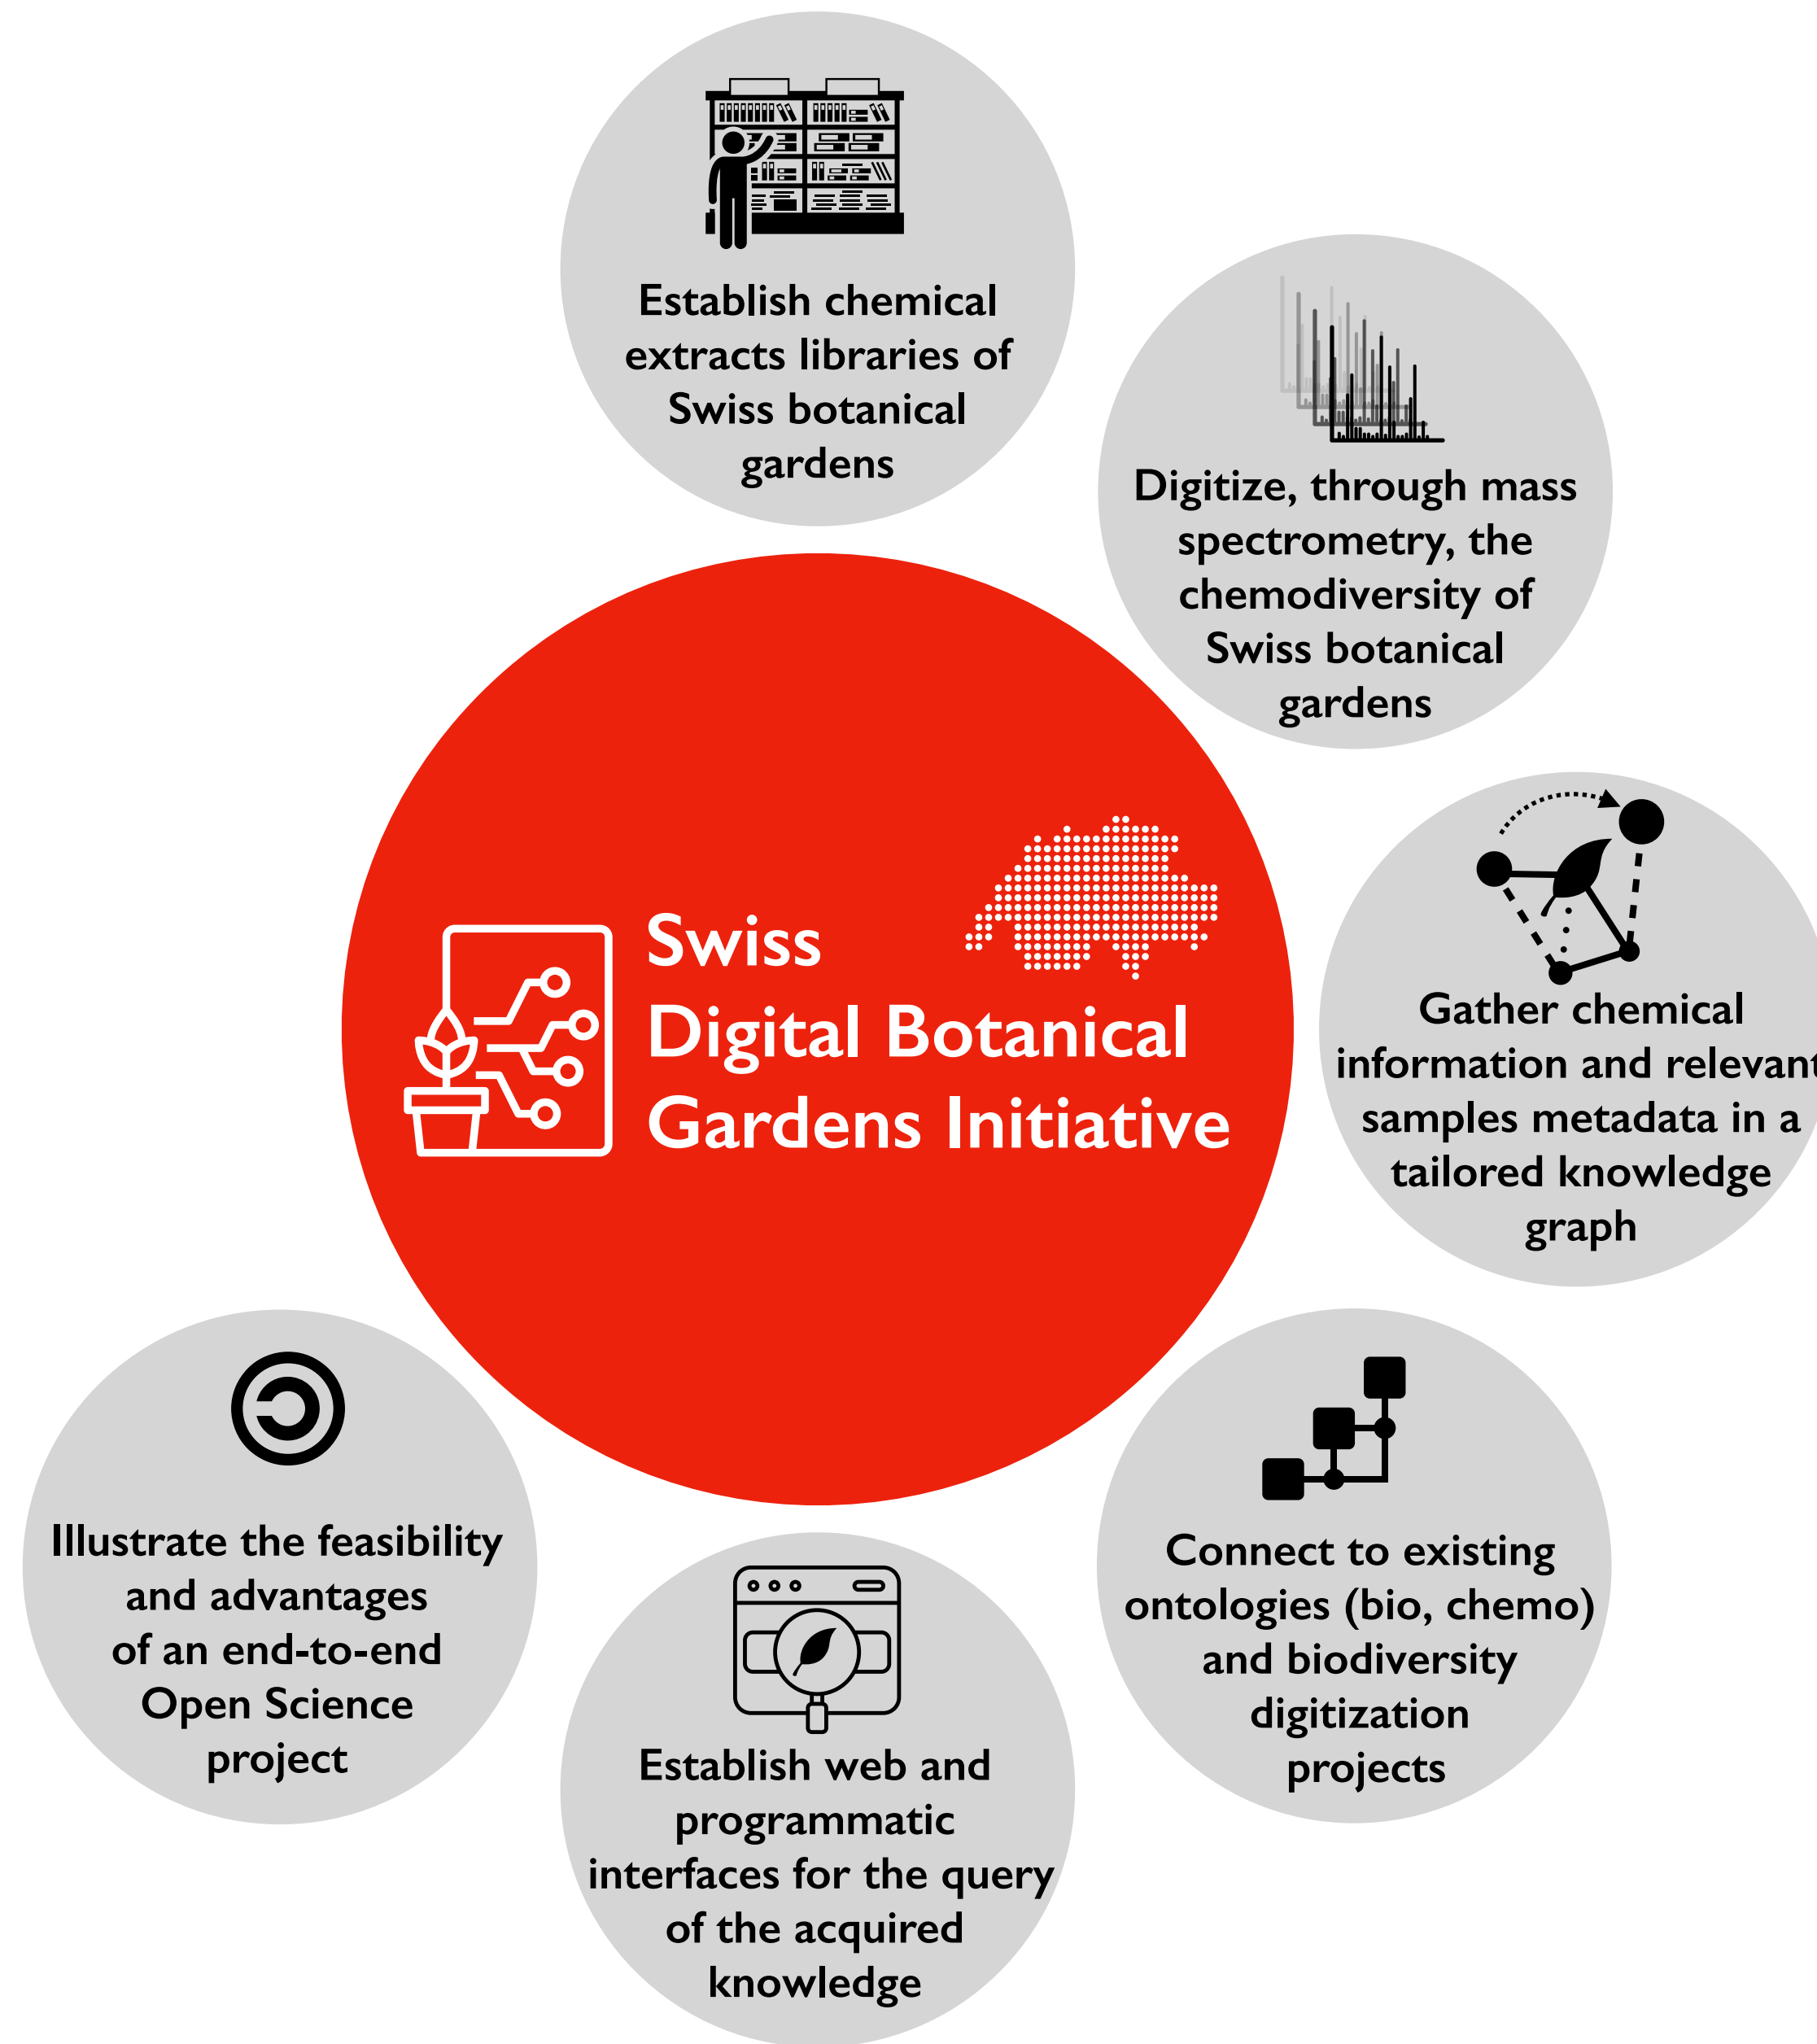 Establish chemical
extracts libraries of
Swiss botanical
gardens
Digitize, through mass
spectrometry, the
chemodiversity of
Swiss botanical
gardens
Swiss
Digital Botanical
Gardens Initiative
Gather chemical
information and relevant
samples metadata in a
tailored knowledge
graph
Connect to existing
ontologies (bio, chemo)
and biodiversity
digitization
projects
Establish web and
programmatic
interfaces for the query
of the acquired
knowledge
Illustrate the feasibility
and advantages
of an end-to-end
Open Science
project